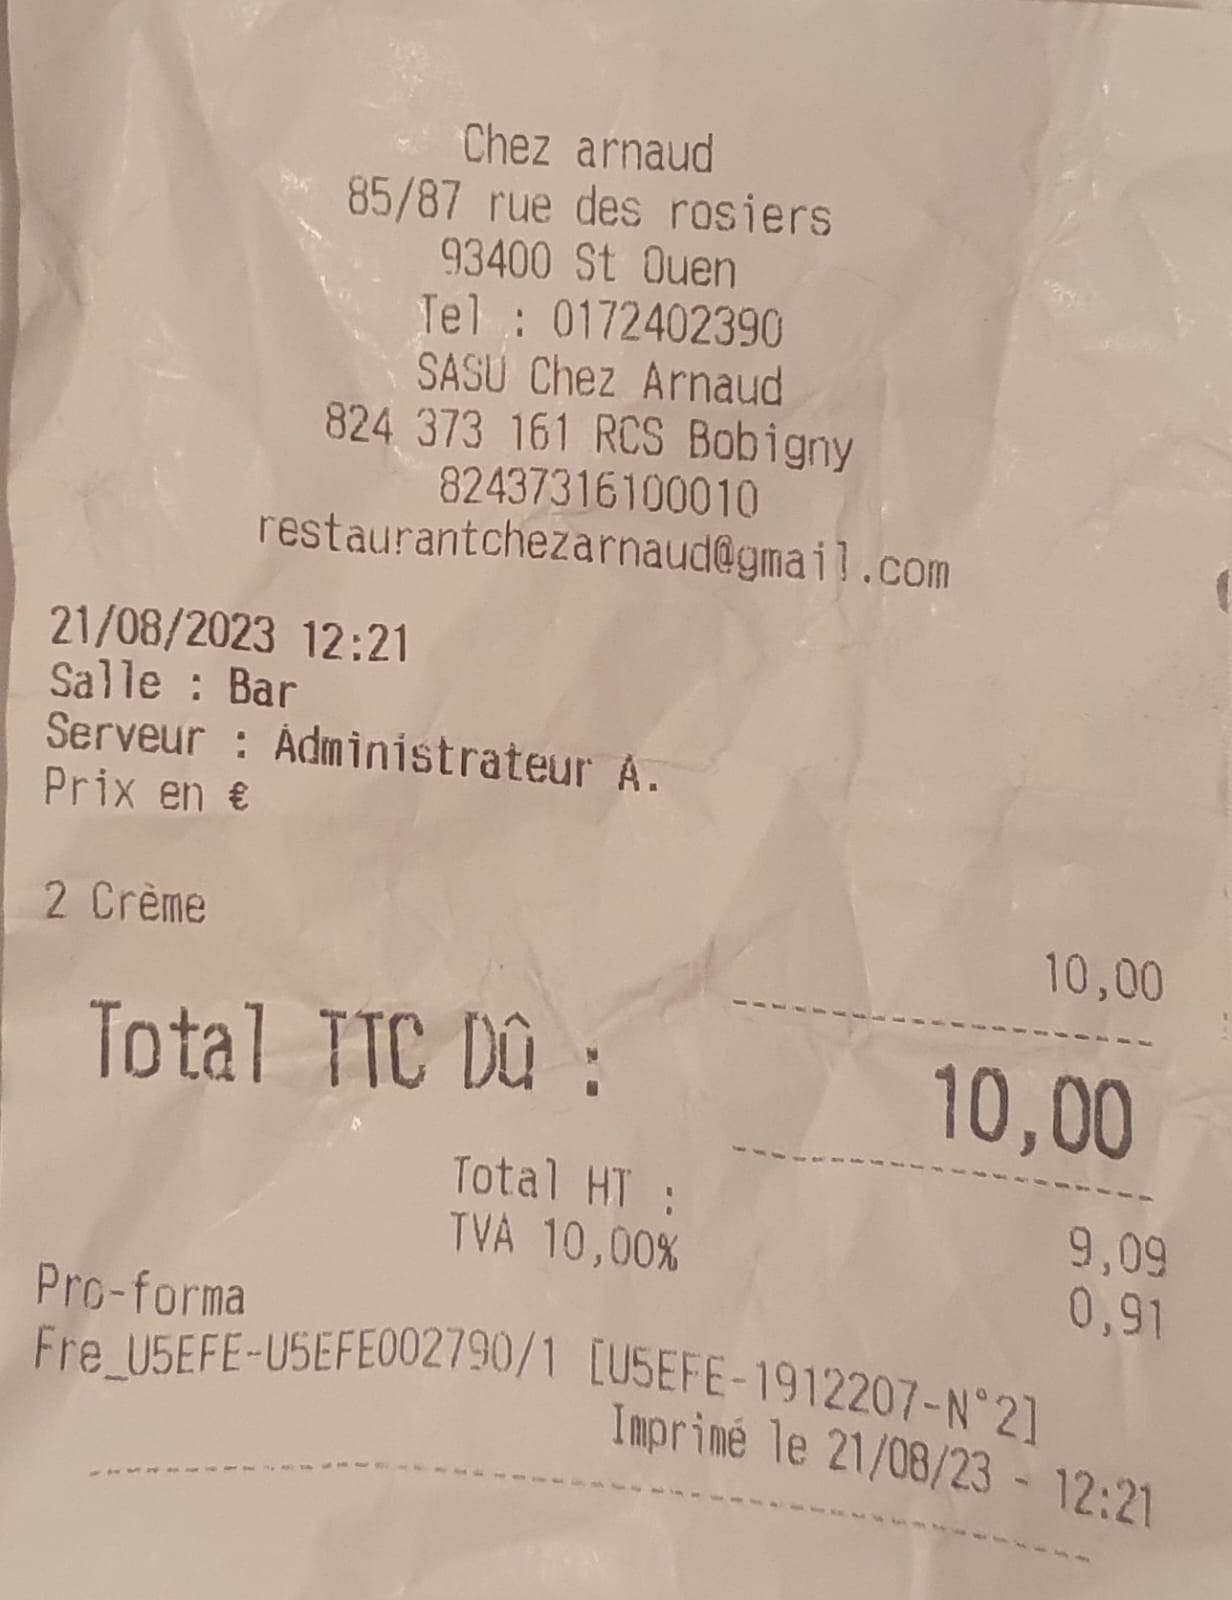 Chez arnaud
85/87 rue des rosiers
93400 St Ouen
Tel : 0172402390
SASU Chez Arnaud
824 373 161 RCS Bobigny
82437316100010
restaurantchezarnaud@gmail.com
21/08/2023 12:21
Salle : Bar
Serveur : Administrateur A.
Prix en €
2 Crème 10,00
Total TTC Dû : 10,00
Total HT : 9,09
TVA 10,00% 0,91
Pro-forma
Fre_U5EFE-U5EFE002790/1 [U5EFE-1912207-N°2]
Imprimé le 21/08/23 - 12:21